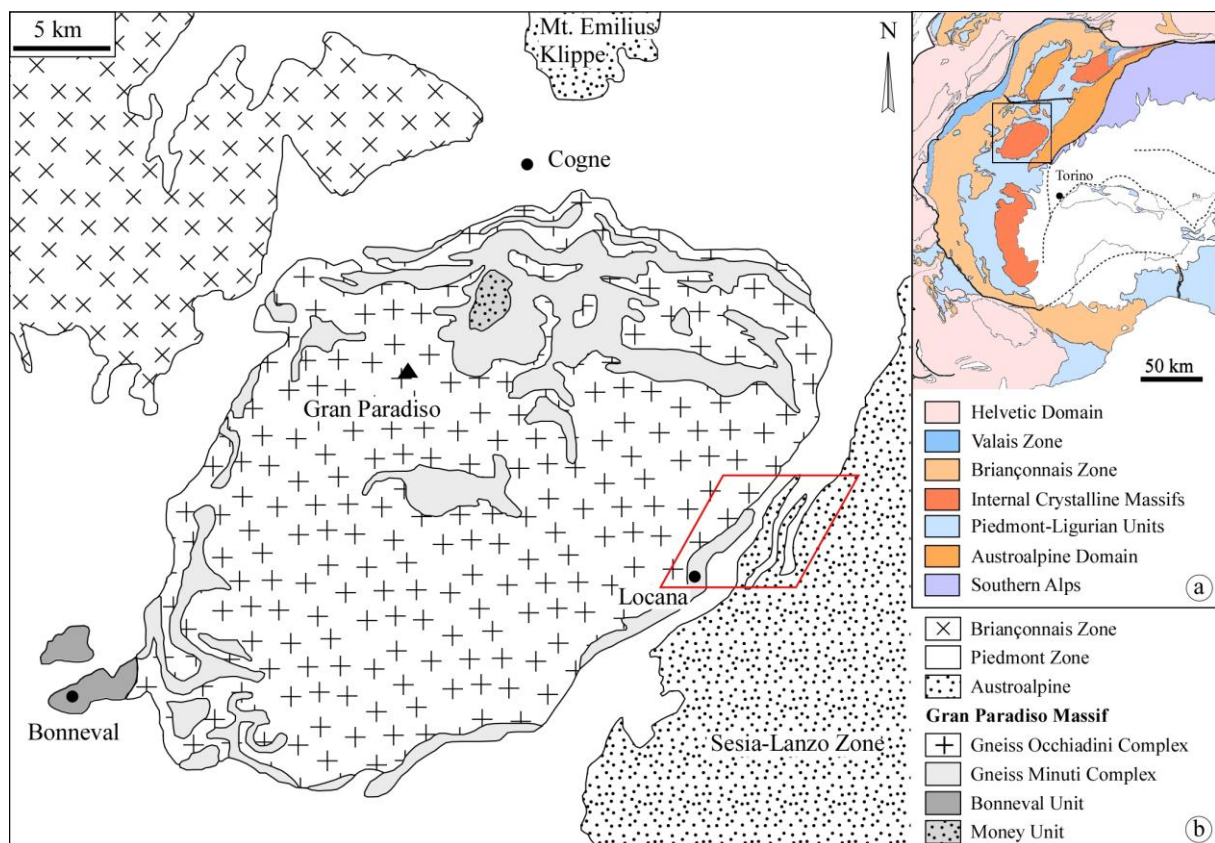 5 km
Mt. Emilius
Klippe
N
Cogne
Gran Paradiso
Locana
Bonneval
Sesia-Lanzo Zone
Torino
Po
50 km
Helvetic Domain
Valais Zone
Briançonnais Zone
Internal Crystalline Massifs
Piedmont-Ligurian Units
Austroalpine Domain
Southern Alps
a
Briançonnais Zone
Piedmont Zone
Austroalpine
Gran Paradiso Massif
Gneiss Occhiadini Complex
Gneiss Minuti Complex
Bonneval Unit
Money Unit
b